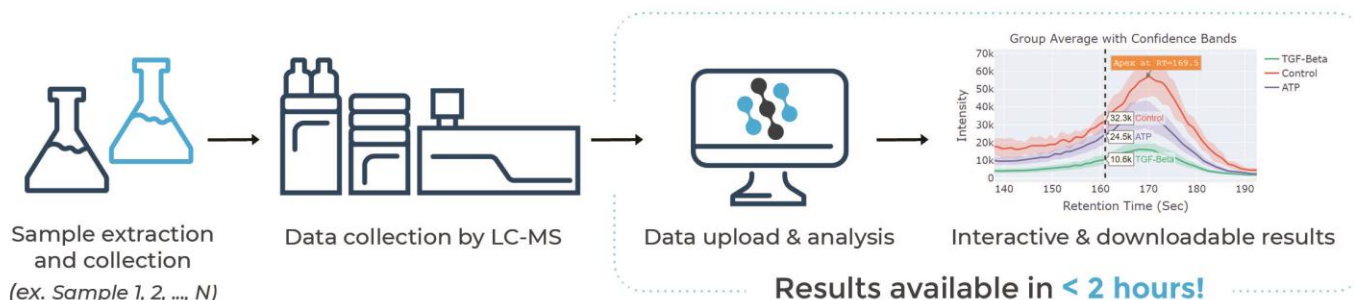 Group Average with Confidence Bands
70k
60k
50k
40k
30k
20k
10k
0
Intensity
Apex at RT=169.5
32.3k Control
24.5k ATP
10.6k TGF-Beta
140 150 160 170 180 190
Retention Time (Sec)
TGF-Beta
Control
ATP
Sample extraction
and collection
(ex. Sample 1, 2, ..., N)
Data collection by LC-MS
Data upload & analysis
Interactive & downloadable results
Results available in < 2 hours!